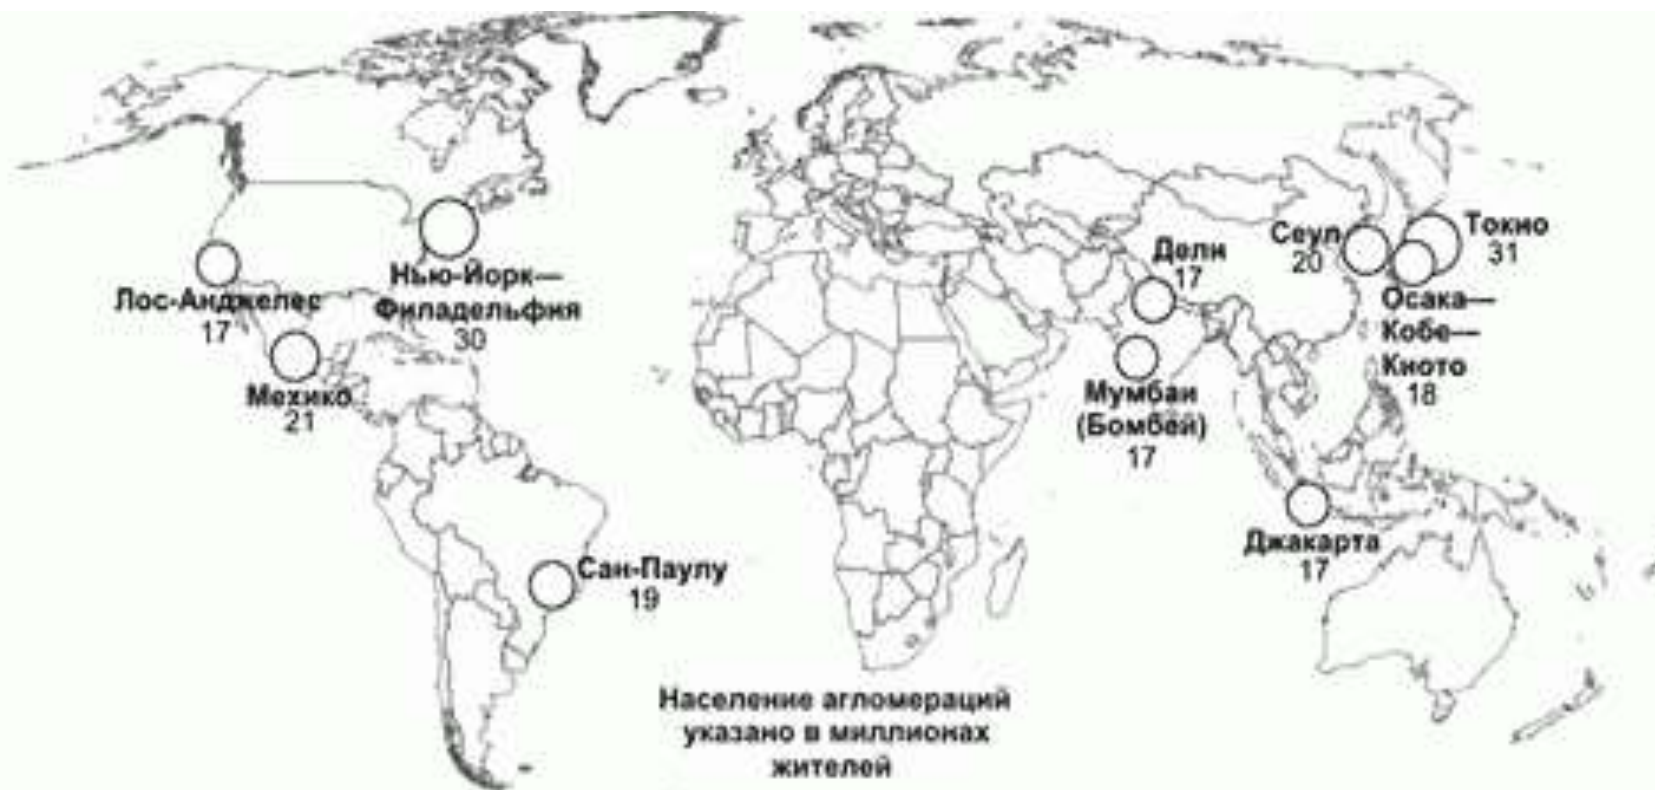 Лос-Анджелес
17
Мехико
21
Нью-Йорк—
Филадельфия
30
Сан-Паулу
19
Дели
17
Мумбаи
(Бомбей)
17
Сеул
20
Токио
31
Осака—
Кобе—
Киото
18
Джакарта
17
Население агломераций
указано в миллионах
жителей